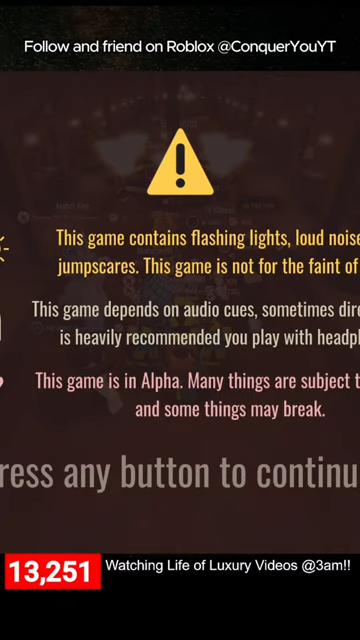 Follow and friend on Roblox @ConquerYouYT
This game contains flashing lights, loud noise
jumpscares. This game is not for the faint of
This game depends on audio cues, sometimes dire
is heavily recommended you play with headp
This game is in Alpha. Many things are subject t
and some things may break.
ress any button to continu
13,251
Watching Life of Luxury Videos @3am!!